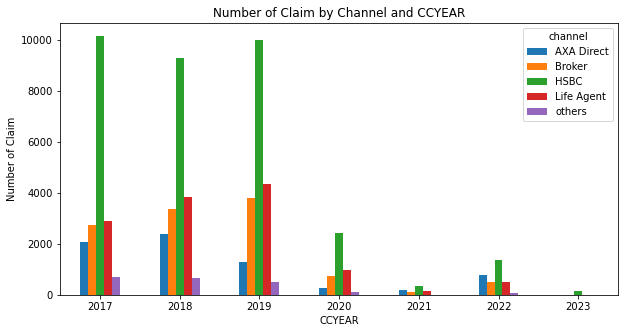 Number of Claim by Channel and CCYEAR
channel
AXA Direct
Broker
HSBC
Life Agent
others
Number of Claim
10000
8000
6000
4000
2000
0
2017 2018 2019 2020 2021 2022 2023
CCYEAR